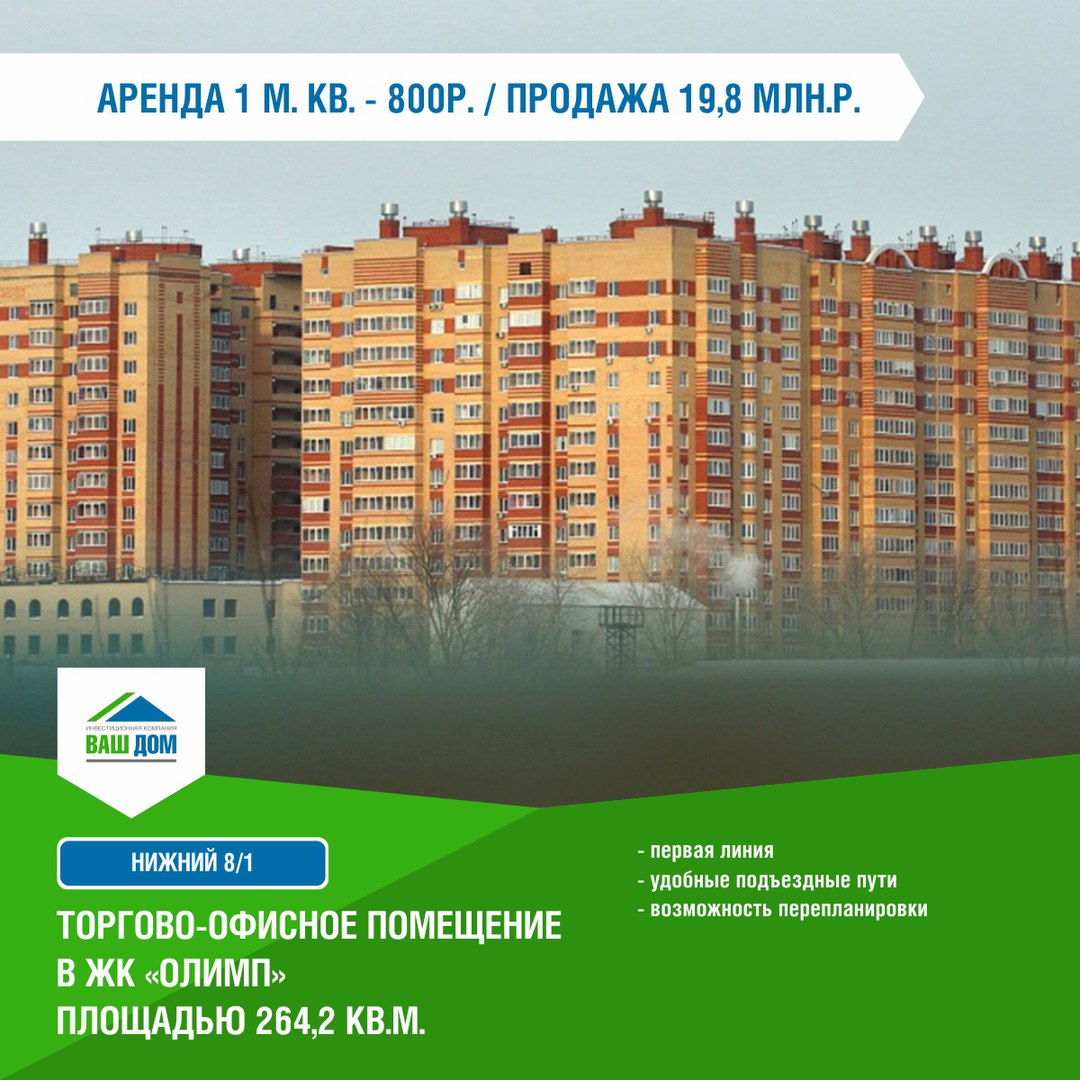 АРЕНДА 1 М. КВ. - 800Р. / ПРОДАЖА 19,8 МЛН.Р.
ИНВЕСТИЦИОННАЯ КОМПАНИЯ
ВАШ ДОМ
НИЖНИЙ 8/1
ТОРГОВО-ОФИСНОЕ ПОМЕЩЕНИЕ
В ЖК «ОЛИМП»
ПЛОЩАДЬЮ 264,2 КВ.М.
- первая линия
- удобные подъездные пути
- возможность перепланировки